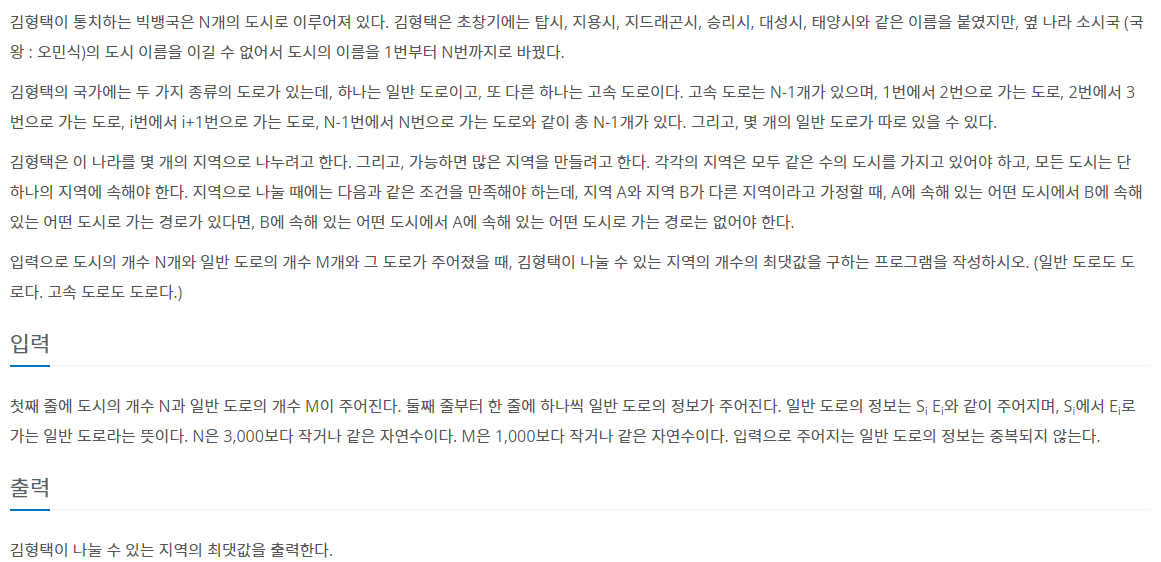 김형택이 통치하는 빅뱅국은 N개의 도시로 이루어져 있다. 김형택은 초창기에는 탑시, 지용시, 지드래곤시, 승리시, 대성시, 태양시와 같은 이름을 붙였지만, 옆 나라 소시국 (국
왕 : 오민식)의 도시 이름을 이길 수 없어서 도시의 이름을 1번부터 N번까지로 바꿨다.
김형택의 국가에는 두 가지 종류의 도로가 있는데, 하나는 일반 도로이고, 또 다른 하나는 고속 도로이다. 고속 도로는 N-1개가 있으며, 1번에서 2번으로 가는 도로, 2번에서 3
번으로 가는 도로, i번에서 i+1번으로 가는 도로, N-1번에서 N번으로 가는 도로와 같이 총 N-1개가 있다. 그리고, 몇 개의 일반 도로가 따로 있을 수 있다.
김형택은 이 나라를 몇 개의 지역으로 나누려고 한다. 그리고, 가능하면 많은 지역을 만들려고 한다. 각각의 지역은 모두 같은 수의 도시를 가지고 있어야 하고, 모든 도시는 단
하나의 지역에 속해야 한다. 지역으로 나눌 때에는 다음과 같은 조건을 만족해야 하는데, 지역 A와 지역 B가 다른 지역이라고 가정할 때, A에 속해 있는 어떤 도시에서 B에 속해
있는 어떤 도시로 가는 경로가 있다면, B에 속해 있는 어떤 도시에서 A에 속해 있는 어떤 도시로 가는 경로는 없어야 한다.
입력으로 도시의 개수 N개와 일반 도로의 개수 M개와 그 도로가 주어졌을 때, 김형택이 나눌 수 있는 지역의 개수의 최댓값을 구하는 프로그램을 작성하시오. (일반 도로도 도
로다. 고속 도로도 도로다.)
입력
첫째 줄에 도시의 개수 N과 일반 도로의 개수 M이 주어진다. 둘째 줄부터 한 줄에 하나씩 일반 도로의 정보가 주어진다. 일반 도로의 정보는 Si Ei와 같이 주어지며, Si에서 Ei로
가는 일반 도로라는 뜻이다. N은 3,000보다 작거나 같은 자연수이다. M은 1,000보다 작거나 같은 자연수이다. 입력으로 주어지는 일반 도로의 정보는 중복되지 않는다.
출력
김형택이 나눌 수 있는 지역의 최댓값을 출력한다.